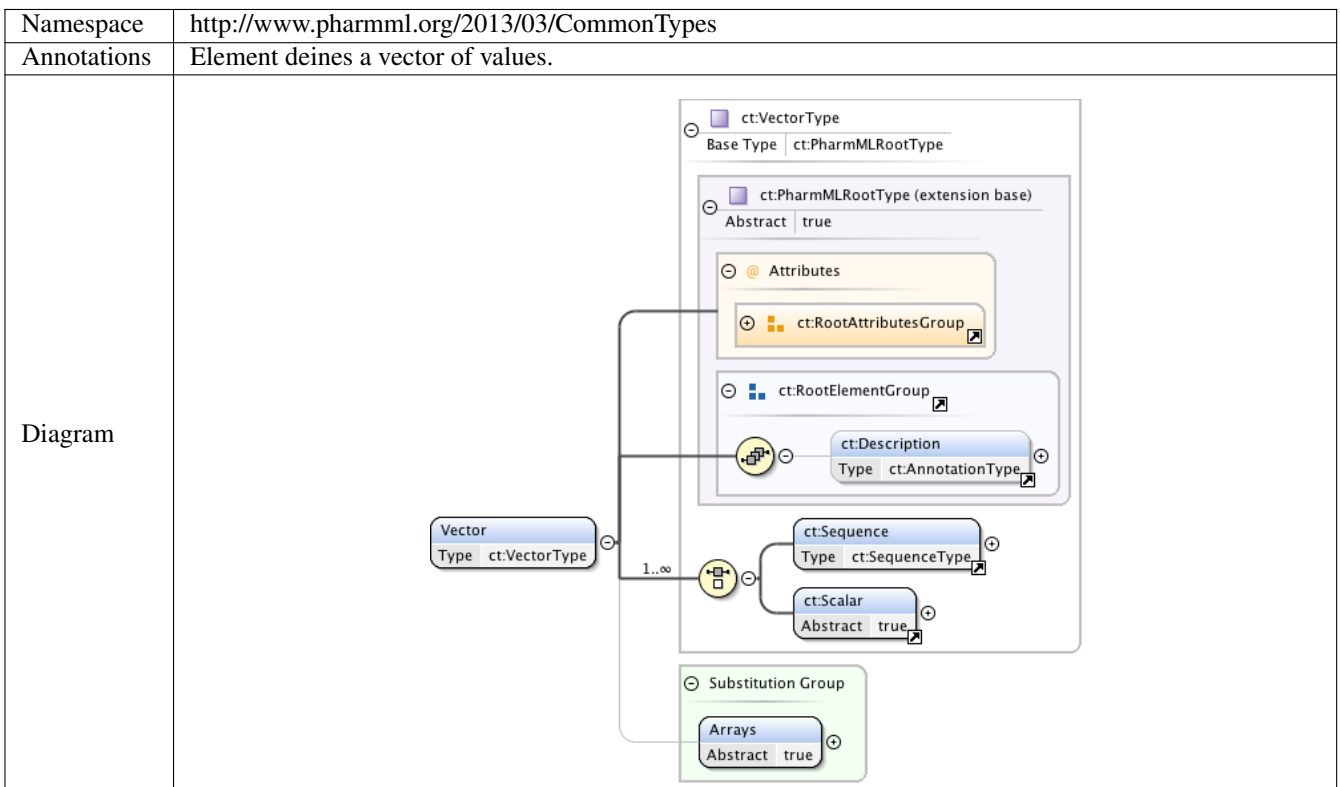 Namespace http://www.pharmml.org/2013/03/CommonTypes
Annotations Element deines a vector of values.
Diagram
ct:VectorType
Base Type ct:PharmMLRootType
ct:PharmMLRootType (extension base)
Abstract true
@ Attributes
ct:RootAttributesGroup
ct:RootElementGroup
ct:Description
Type ct:AnnotationType
Vector
Type ct:VectorType
1..∞
ct:Sequence
Type ct:SequenceType
ct:Scalar
Abstract true
Substitution Group
Arrays
Abstract true